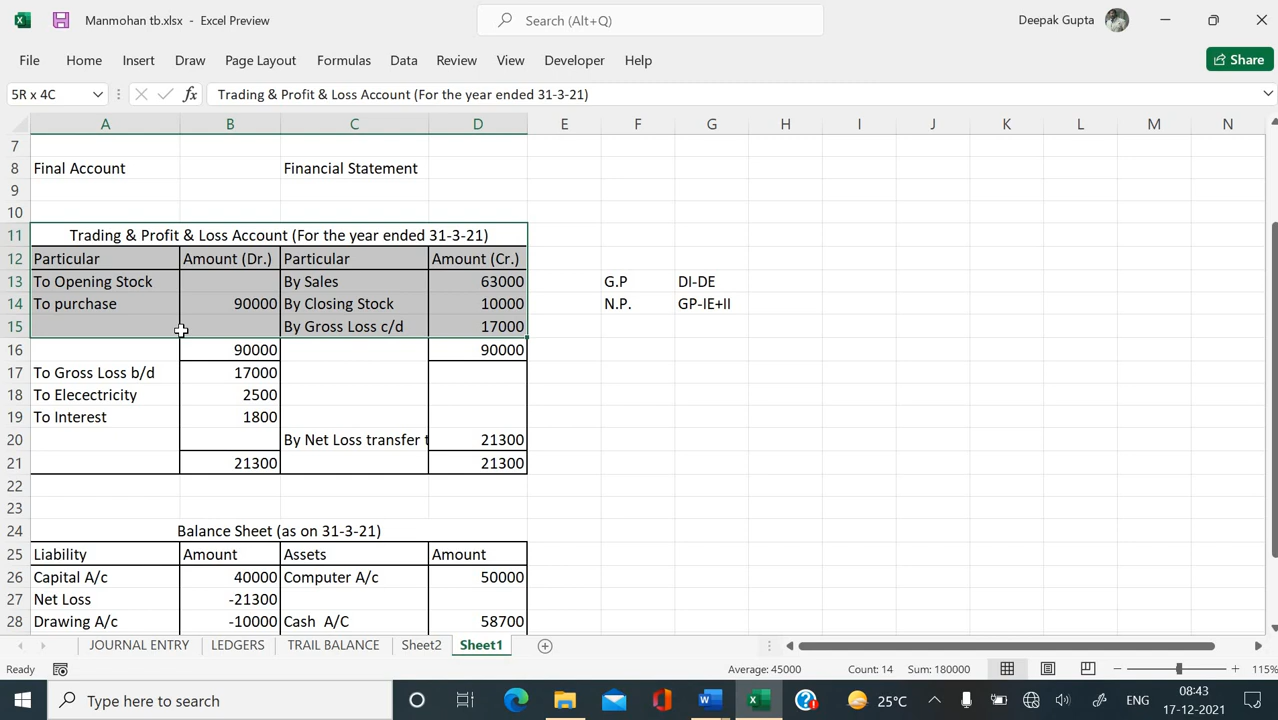 Manmohan tb.xlsx - Excel Preview
Search (Alt+Q)
Deepak Gupta
File Home Insert Draw Page Layout Formulas Data Review View Developer Help
Share
5R x 4C
fx
Trading & Profit & Loss Account (For the year ended 31-3-21)
A B C D E F G H I J K L M N
7
8 Final Account Financial Statement
9
10
11 Trading & Profit & Loss Account (For the year ended 31-3-21)
12 Particular Amount (Dr.) Particular Amount (Cr.)
13 To Opening Stock By Sales 63000 G.P DI-DE
14 To purchase 90000 By Closing Stock 10000 N.P. GP-IE+II
15 By Gross Loss c/d 17000
16 90000 90000
17 To Gross Loss b/d 17000
18 To Elecectricity 2500
19 To Interest 1800
20 By Net Loss transfer t 21300
21 21300 21300
22
23
24 Balance Sheet (as on 31-3-21)
25 Liability Amount Assets Amount
26 Capital A/c 40000 Computer A/c 50000
27 Net Loss -21300
28 Drawing A/c -10000 Cash A/C 58700
JOURNAL ENTRY LEDGERS TRAIL BALANCE Sheet2 Sheet1
Ready Average: 45000 Count: 14 Sum: 180000 115%
Type here to search
25°C
ENG
08:43
17-12-2021